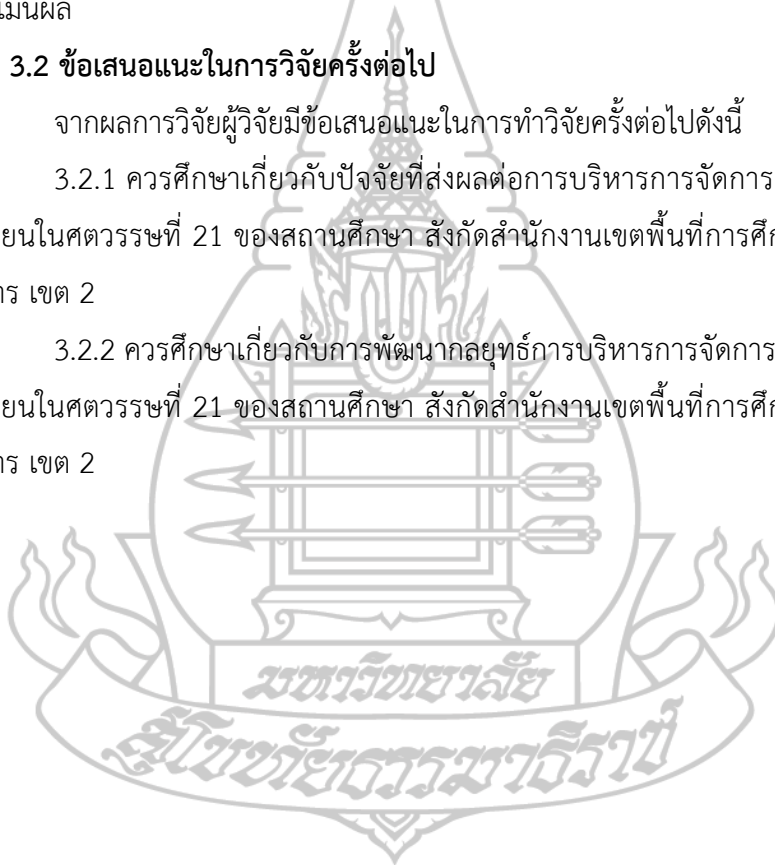 เมินผล
3.2 ข้อเสนอแนะในการวิจัยครั้งต่อไป
จากผลการวิจัยผู้วิจัยมีข้อเสนอแนะในการทำวิจัยครั้งต่อไปดังนี้
3.2.1 ควรศึกษาเกี่ยวกับปัจจัยที่ส่งผลต่อการบริหารการจัดการ
ยนในศตวรรษที่ 21 ของสถานศึกษา สังกัดสำนักงานเขตพื้นที่การศึก
าร เขต 2
3.2.2 ควรศึกษาเกี่ยวกับการพัฒนากลยุทธ์การบริหารการจัดการ
ยนในศตวรรษที่ 21 ของสถานศึกษา สังกัดสำนักงานเขตพื้นที่การศึก
าร เขต 2
มหาวิทยาลัย
สุโขทัยธรรมาธิราช